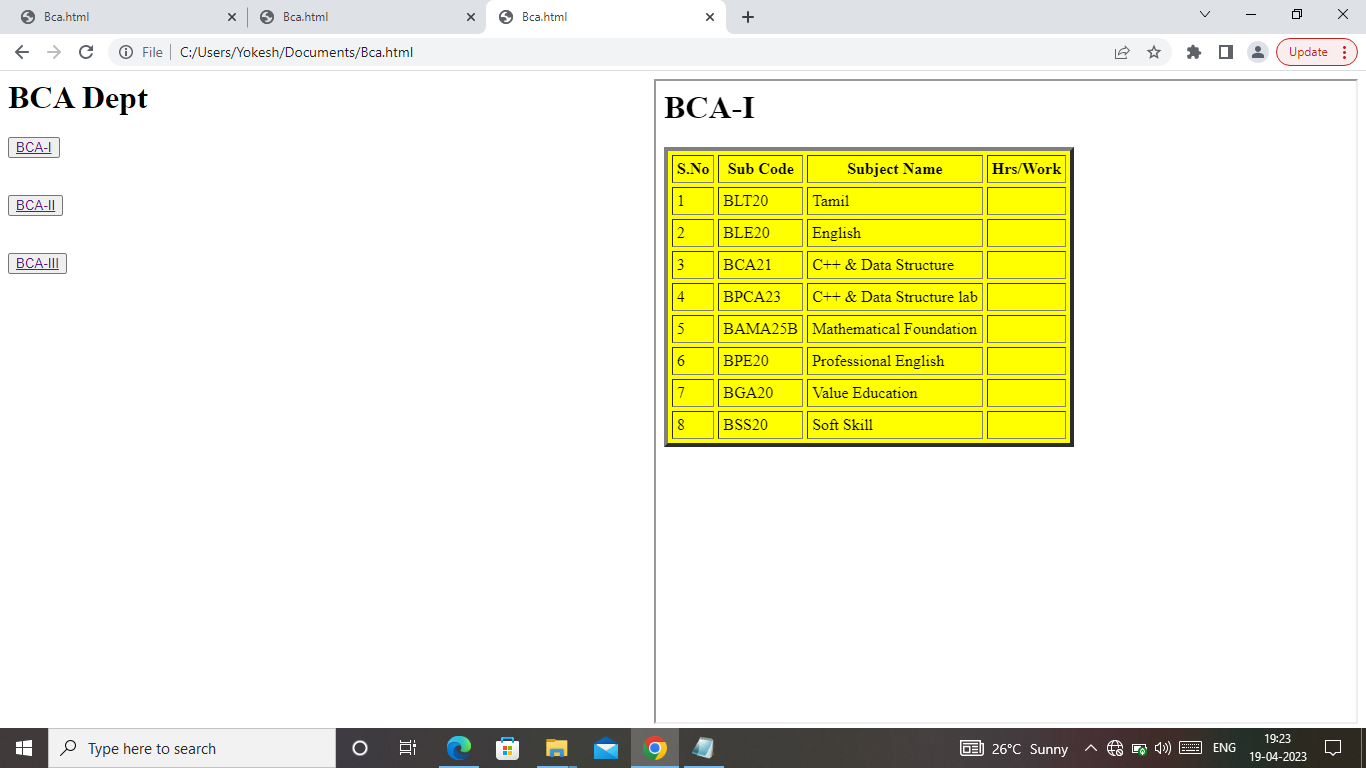 Bca.html
Bca.html
Bca.html
File
C:/Users/Yokesh/Documents/Bca.html
Update
BCA Dept
BCA-I
BCA-II
BCA-III
BCA-I
S.No Sub Code Subject Name Hrs/Work
1 BLT20 Tamil
2 BLE20 English
3 BCA21 C++ & Data Structure
4 BPCA23 C++ & Data Structure lab
5 BAMA25B Mathematical Foundation
6 BPE20 Professional English
7 BGA20 Value Education
8 BSS20 Soft Skill
Type here to search
26°C Sunny
ENG
19:23
19-04-2023